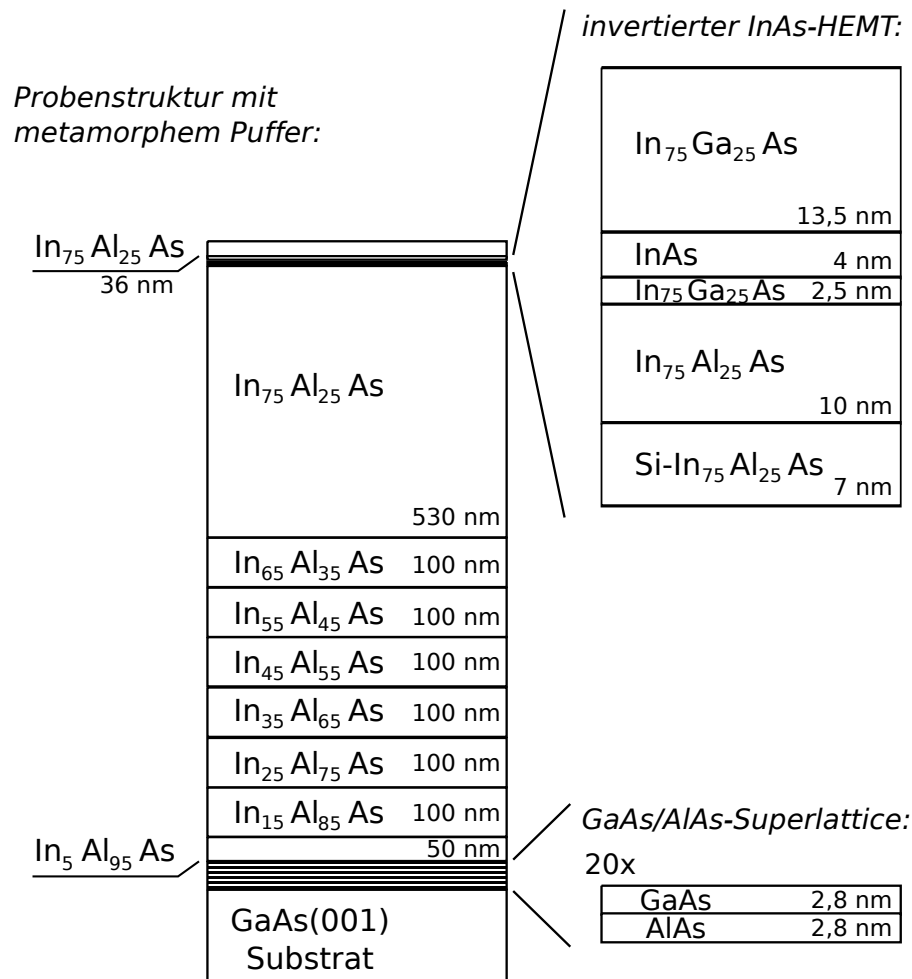 invertierter InAs-HEMT:
Probenstruktur mit
metamorphem Puffer:
In₇₅Al₂₅As
36 nm
In₇₅Al₂₅As
530 nm
In₆₅Al₃₅As 100 nm
In₅₅Al₄₅As 100 nm
In₄₅Al₅₅As 100 nm
In₃₅Al₆₅As 100 nm
In₂₅Al₇₅As 100 nm
In₁₅Al₈₅As 100 nm
In₅Al₉₅As 50 nm
GaAs(001)
Substrat
In₇₅Ga₂₅As
13,5 nm
InAs 4 nm
In₇₅Ga₂₅As 2,5 nm
In₇₅Al₂₅As
10 nm
Si-In₇₅Al₂₅As
7 nm
GaAs/AlAs-Superlattice:
20x
GaAs 2,8 nm
AlAs 2,8 nm